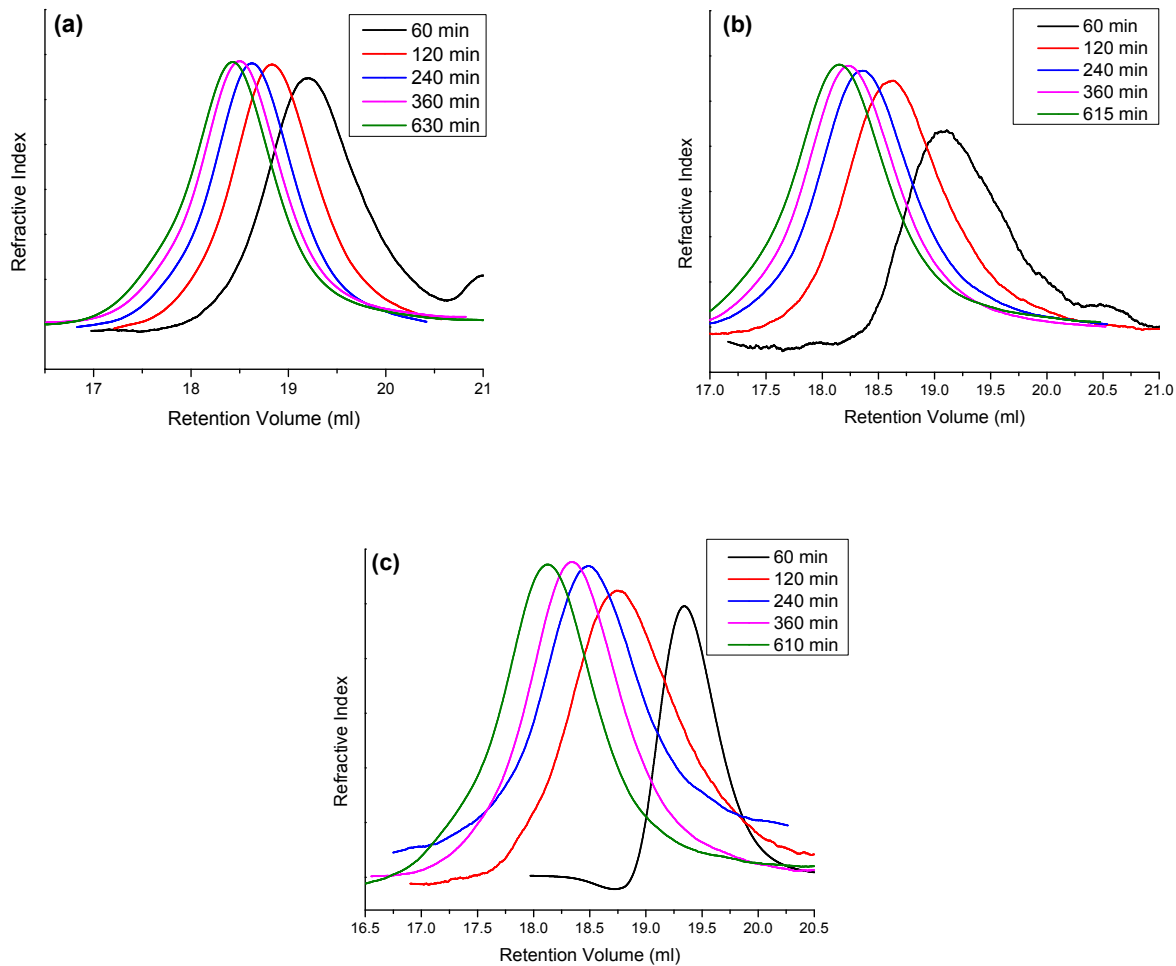 (a)
60 min
120 min
240 min
360 min
630 min
Refractive Index
17 18 19 20 21
Retention Volume (ml)
(b)
60 min
120 min
240 min
360 min
615 min
Refractive Index
17.0 17.5 18.0 18.5 19.0 19.5 20.0 20.5 21.0
Retention Volume (ml)
(c)
60 min
120 min
240 min
360 min
610 min
Refractive Index
16.5 17.0 17.5 18.0 18.5 19.0 19.5 20.0 20.5
Retention Volume (ml)